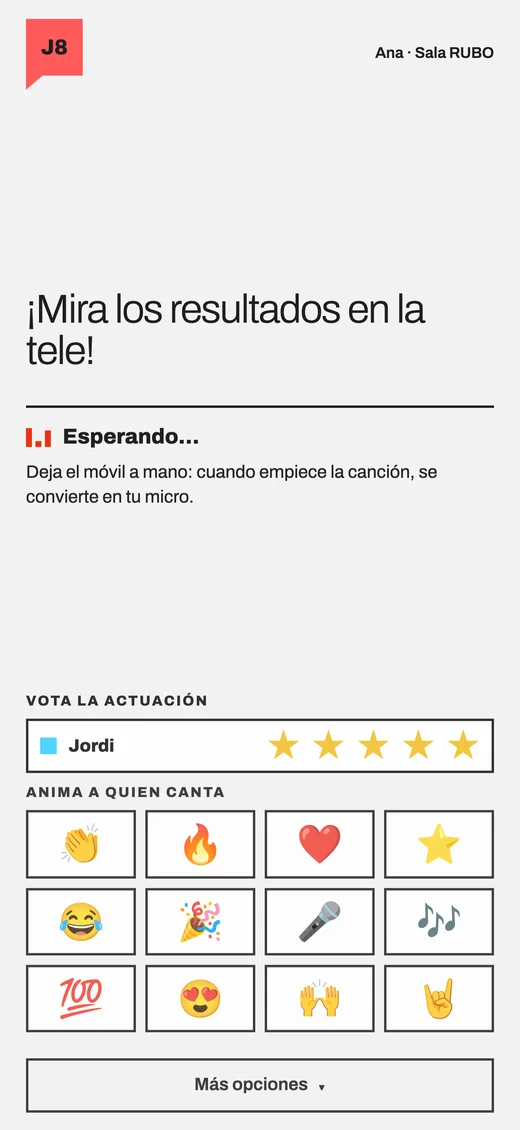 J8
Ana · Sala RUBO
¡Mira los resultados en la
tele!
Esperando...
Deja el móvil a mano: cuando empiece la canción, se
convierte en tu micro.
VOTA LA ACTUACIÓN
Jordi
ANIMA A QUIEN CANTA
100
Más opciones ▾